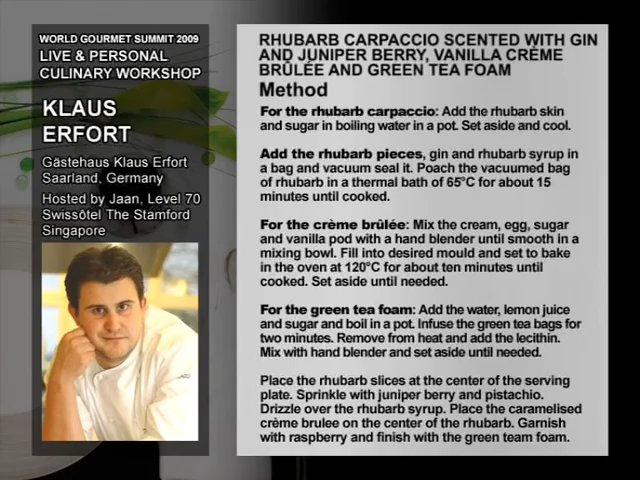 WORLD GOURMET SUMMIT 2009
LIVE & PERSONAL
CULINARY WORKSHOP
KLAUS
ERFORT
Gästehaus Klaus Erfort
Saarland, Germany
Hosted by Jaan, Level 70
Swissôtel The Stamford
Singapore
RHUBARB CARPACCIO SCENTED WITH GIN
AND JUNIPER BERRY, VANILLA CRÈME
BRÛLÉE AND GREEN TEA FOAM
Method
For the rhubarb carpaccio: Add the rhubarb skin
and sugar in boiling water in a pot. Set aside and cool.
Add the rhubarb pieces, gin and rhubarb syrup in
a bag and vacuum seal it. Poach the vacuumed bag
of rhubarb in a thermal bath of 65°C for about 15
minutes until cooked.
For the crème brûlée: Mix the cream, egg, sugar
and vanilla pod with a hand blender until smooth in a
mixing bowl. Fill into desired mould and set to bake
in the oven at 120°C for about ten minutes until
cooked. Set aside until needed.
For the green tea foam: Add the water, lemon juice
and sugar and boil in a pot. Infuse the green tea bags for
two minutes. Remove from heat and add the lecithin.
Mix with hand blender and set aside until needed.
Place the rhubarb slices at the center of the serving
plate. Sprinkle with juniper berry and pistachio.
Drizzle over the rhubarb syrup. Place the caramelised
crème brulee on the center of the rhubarb. Garnish
with raspberry and finish with the green team foam.